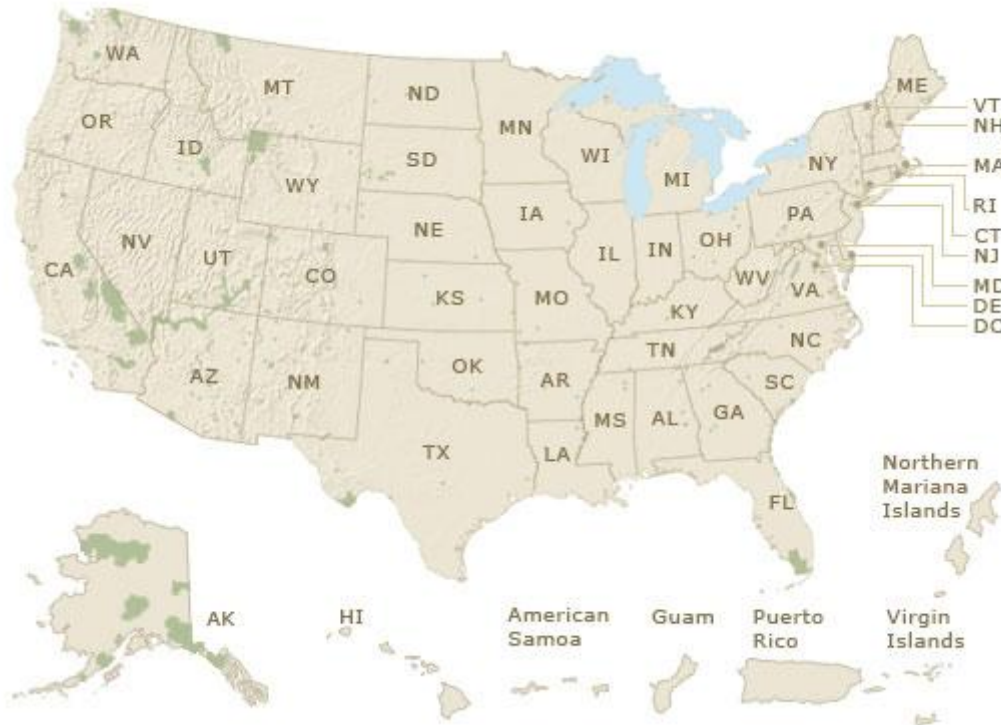 WA
MT
ND
MN
ME
VT
NH
OR
ID
SD
WI
MI
NY
MA
WY
RI
IA
PA
CT
NV
NE
IL
IN
OH
NJ
CA
UT
CO
WV
MD
KS
MO
VA
DE
KY
DC
NC
TN
AZ
NM
OK
AR
SC
MS
AL
GA
TX
LA
Northern
Mariana
Islands
FL
AK
HI
American
Samoa
Guam
Puerto
Rico
Virgin
Islands